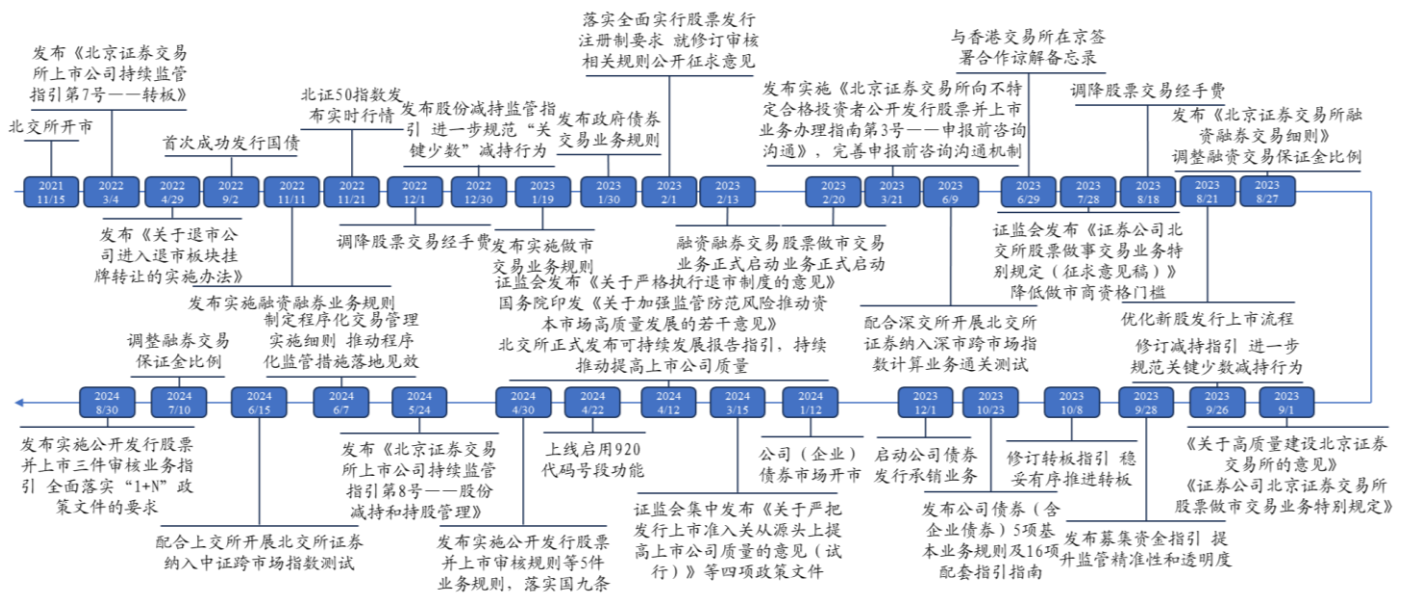 发布《北京证券交易
所上市公司持续监管
指引第7号——转板》
北交所开市
首次成功发行国债
北证50指数发
布实时行情
发布股份减持监管指
引 进一步规范“关
键少数”减持行为
发布政府债券
交易业务规则
落实全面实行股票发行
注册制要求 就修订审核
相关规则公开征求意见
发布实施《北京证券交易所向不特
定合格投资者公开发行股票并上市
业务办理指南第3号——申报前咨询
沟通》，完善申报前咨询沟通机制
与香港交易所在京签
署合作谅解备忘录
调降股票交易经手费
发布《北京证券交易所融
资融券交易细则》
调整融资交易保证金比例
2021
11/15
2022
3/4
2022
4/29
2022
9/2
2022
11/11
2022
11/21
2022
12/1
2022
12/30
2023
1/19
2023
1/30
2023
2/1
2023
2/13
2023
2/20
2023
3/21
2023
6/9
2023
6/29
2023
7/28
2023
8/18
2023
8/21
2023
8/27
发布《关于退市公
司进入退市板块挂
牌转让的实施办法》
发布实施融资融券业务规则
调降股票交易经手费
发布实施做市
交易业务规则
融资融券交易
业务正式启动
股票做市交易
业务正式启动
配合深交所开展北交所
证券纳入深市跨市场指
数计算业务通关测试
证监会发布《证券公司北
交所股票做事交易业务特
别规定（征求意见稿）》
降低做市商资格门槛
优化新股发行上市流程
调整融券交易
保证金比例
制定程序化交易管理
实施细则 推动程序
化监管措施落地见效
证监会发布《关于严格执行退市制度的意见》
国务院印发《关于加强监管防范风险推动资
本市场高质量发展的若干意见》
北交所正式发布可持续发展报告指引，持续
推动提高上市公司质量
修订减持指引 进一步
规范关键少数减持行为
2024
8/30
2024
7/10
2024
6/15
2024
6/7
2024
5/24
2024
4/30
2024
4/22
2024
4/12
2024
3/15
2024
1/12
2023
12/1
2023
10/23
2023
10/8
2023
9/28
2023
9/26
2023
9/1
发布实施公开发行股票
并上市三件审核业务指
引 全面落实“1+N”政
策文件的要求
配合上交所开展北交所证券
纳入中证跨市场指数测试
发布《北京证券交易
所上市公司持续监管
指引第8号——股份
减持和持股管理》
发布实施公开发行股票
并上市审核规则等5件
业务规则，落实国九条
上线启用920
代码号段功能
证监会集中发布《关于严把
发行上市准入关从源头上提
高上市公司质量的意见（试
行）》等四项政策文件
公司（企业）
债券市场开市
启动公司债券
发行承销业务
发布公司债券（含
企业债券）5项基
本业务规则及16项
配套指引指南
修订转板指引 稳
妥有序推进转板
发布募集资金指引 提
升监管精准性和透明度
《关于高质量建设北京证券
交易所的意见》
《证券公司北京证券交易所
股票做市交易业务特别规定》